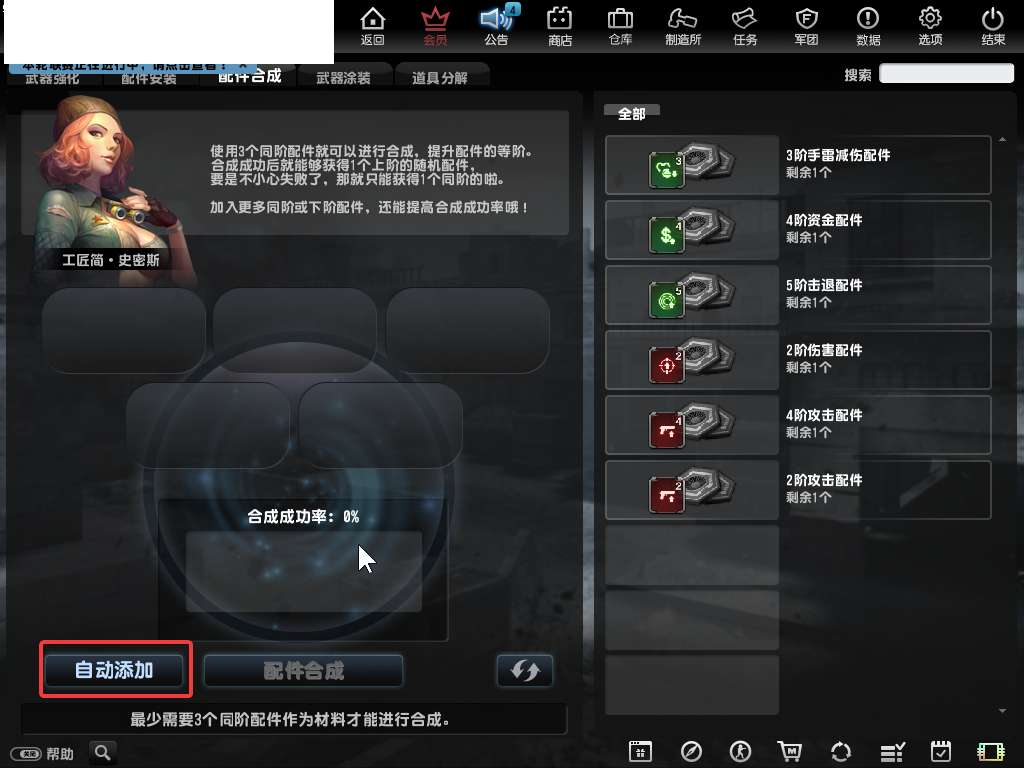 4
返回
会员
公告
商店
仓库
制造所
任务
军团
数据
选项
结束
本轮联赛正在进行中，请点击查看！
武器强化
配件安装
配件合成
武器涂装
道具分解
搜索
使用3个同阶配件就可以进行合成，提升配件的等阶。
合成成功后就能够获得1个上阶的随机配件，
要是不小心失败了，那就只能获得1个同阶的啦。
加入更多同阶或下阶配件，还能提高合成成功率哦！
工匠简·史密斯
全部
3
3阶手雷减伤配件
剩余1个
4
4阶资金配件
剩余1个
5
5阶击退配件
剩余1个
2
2阶伤害配件
剩余1个
4
4阶攻击配件
剩余1个
2
2阶攻击配件
剩余1个
合成成功率：0%
自动添加
配件合成
最少需要3个同阶配件作为材料才能进行合成。
帮助